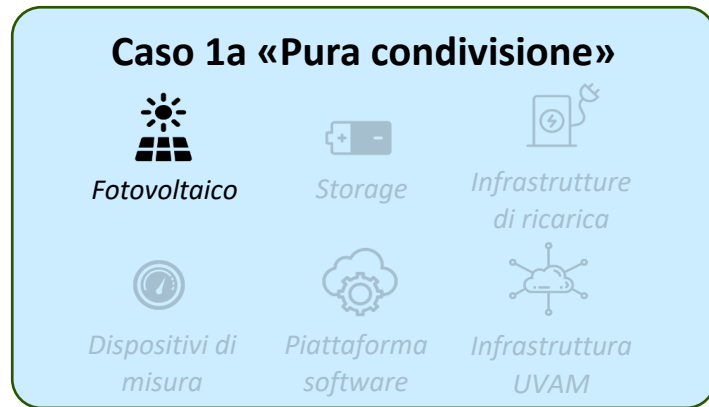 Caso 1a «Pura condivisione»
Fotovoltaico
Storage
Infrastrutture
di ricarica
Dispositivi di
misura
Piattaforma
software
Infrastruttura
UVAM